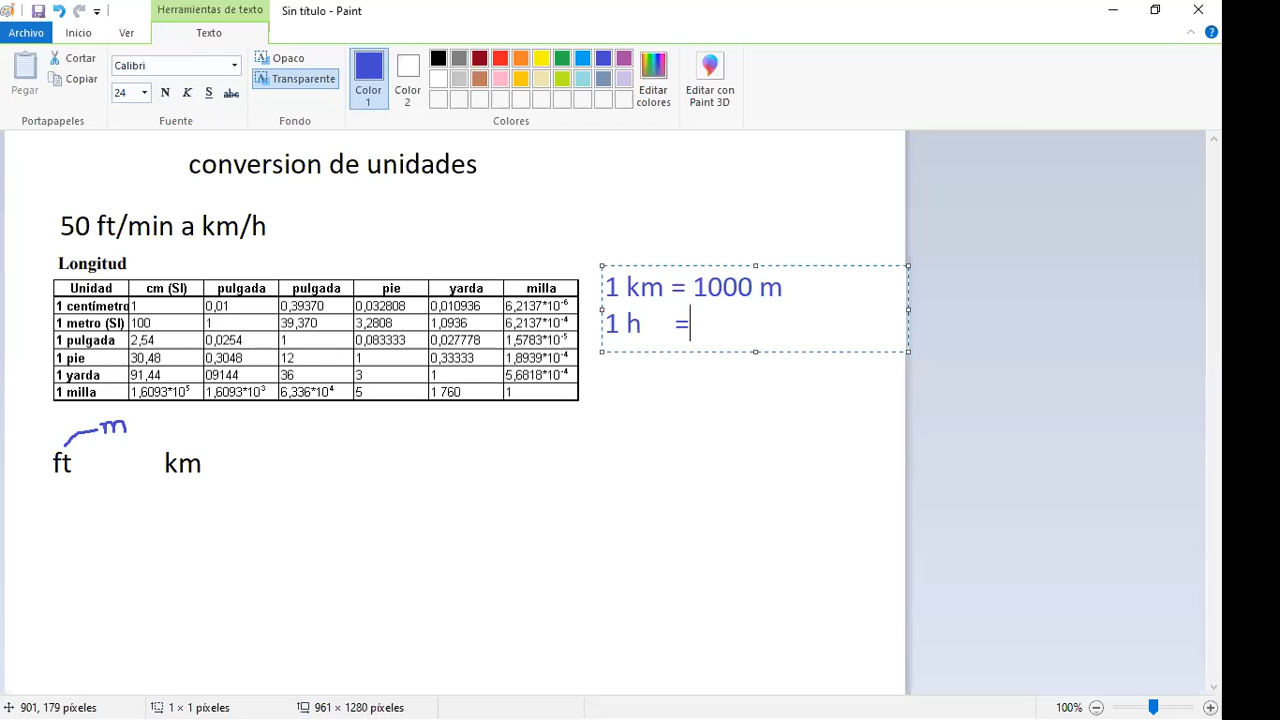 Herramientas de texto
Sin título - Paint
Archivo
Inicio
Ver
Texto
Pegar
Cortar
Copiar
Portapapeles
Calibri
24
N K S abc
Fuente
Opaco
Transparente
Fondo
Color 1
Color 2
Colores
Editar colores
Editar con Paint 3D
conversion de unidades
50 ft/min a km/h
Longitud
Unidad cm (SI) pulgada pulgada pie yarda milla
1 centímetro 1 0,01 0,39370 0,032808 0,010936 6,2137*10⁻⁶
1 metro (SI) 100 1 39,370 3,2808 1,0936 6,2137*10⁻⁴
1 pulgada 2,54 0,0254 1 0,083333 0,027778 1,5783*10⁻⁵
1 pie 30,48 0,3048 12 1 0,33333 1,8939*10⁻⁴
1 yarda 91,44 09144 36 3 1 5,6818*10⁻⁴
1 milla 1,6093*10⁵ 1,6093*10³ 6,336*10⁴ 5 1 760 1
1 km = 1000 m
1 h =
m
ft km
901, 179 píxeles
1 × 1 píxeles
961 × 1280 píxeles
100%